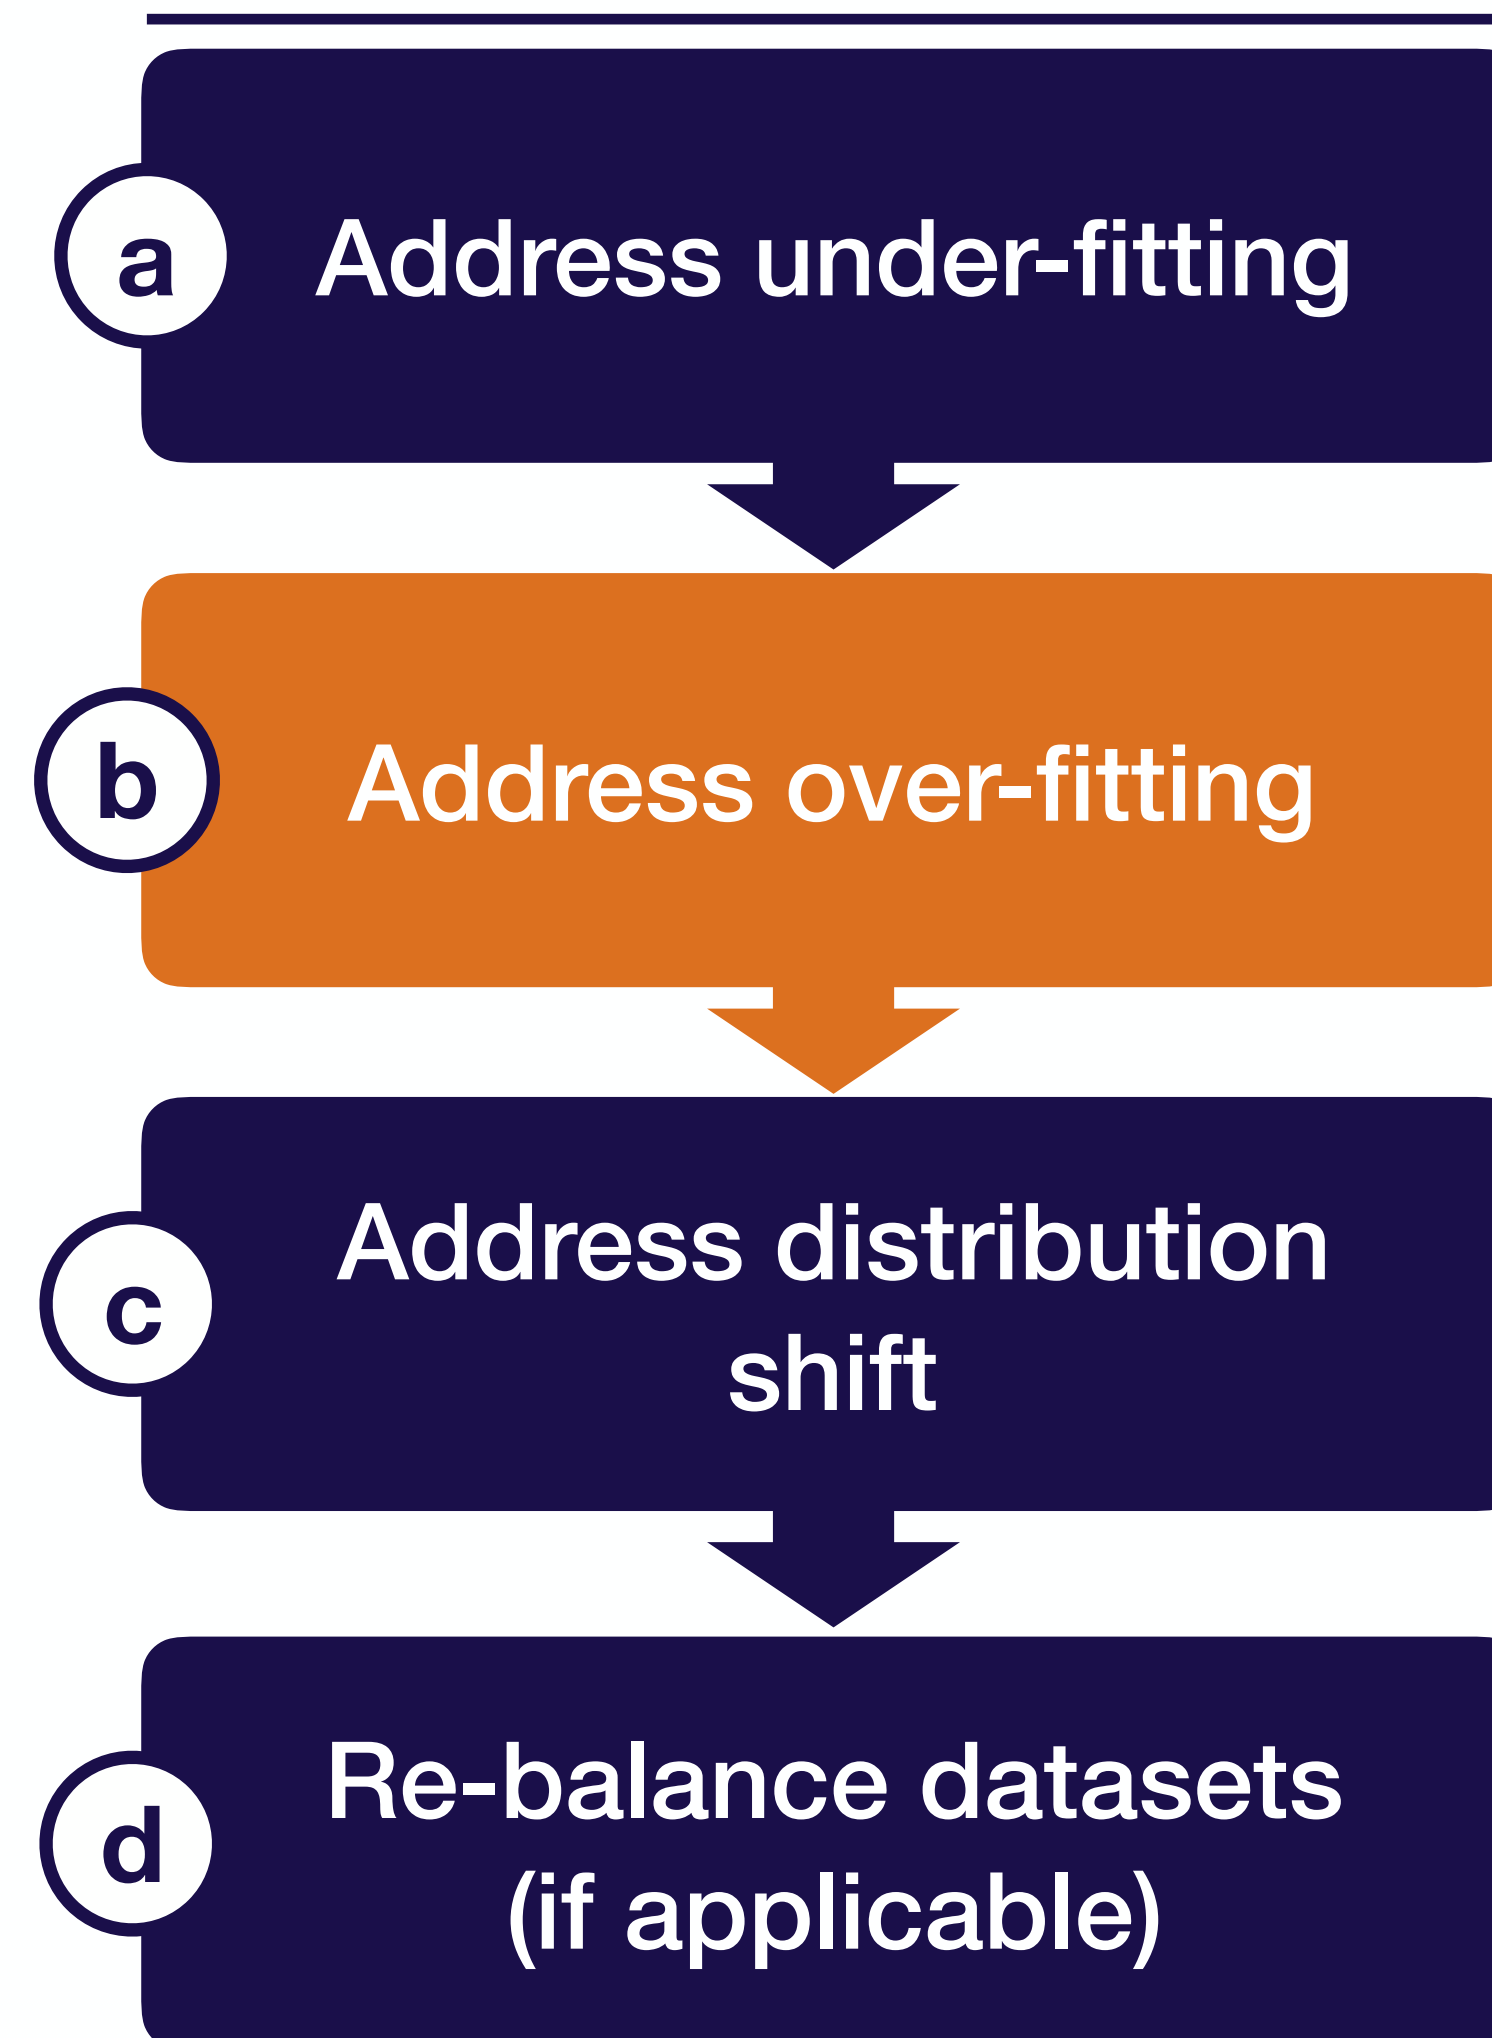 a
Address under-fitting
b
Address over-fitting
c
Address distribution
shift
d
Re-balance datasets
(if applicable)